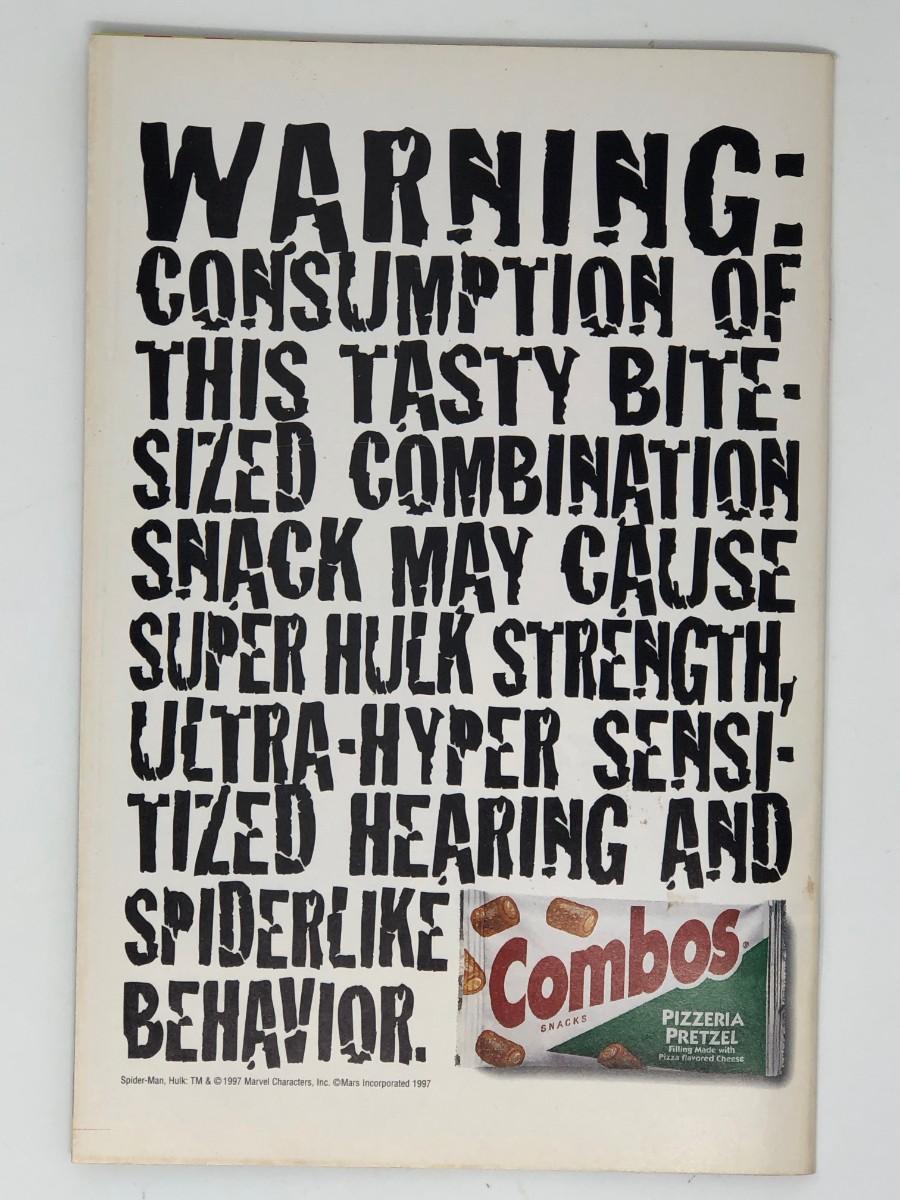 WARNING:
CONSUMPTION OF
THIS TASTY BITE-
SIZED COMBINATION
SNACK MAY CAUSE
SUPER HULK STRENGTH,
ULTRA-HYPER SENSI-
TIZED HEARING AND
SPIDERLIKE
BEHAVIOR.
Combos®
SNACKS
PIZZERIA
PRETZEL
Filling Made with
Pizza flavored Cheese
Spider-Man, Hulk: TM & ©1997 Marvel Characters, Inc. ©Mars Incorporated 1997